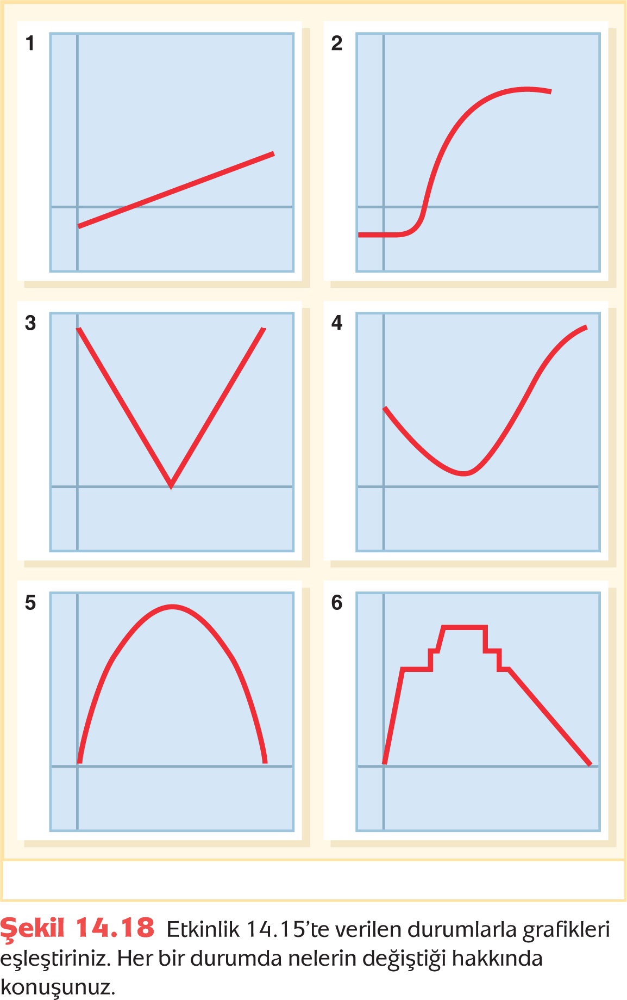 1
2
3
4
5
6
Şekil 14.18 Etkinlik 14.15’te verilen durumlarla grafikleri
eşleştiriniz. Her bir durumda nelerin değiştiği hakkında
konuşunuz.